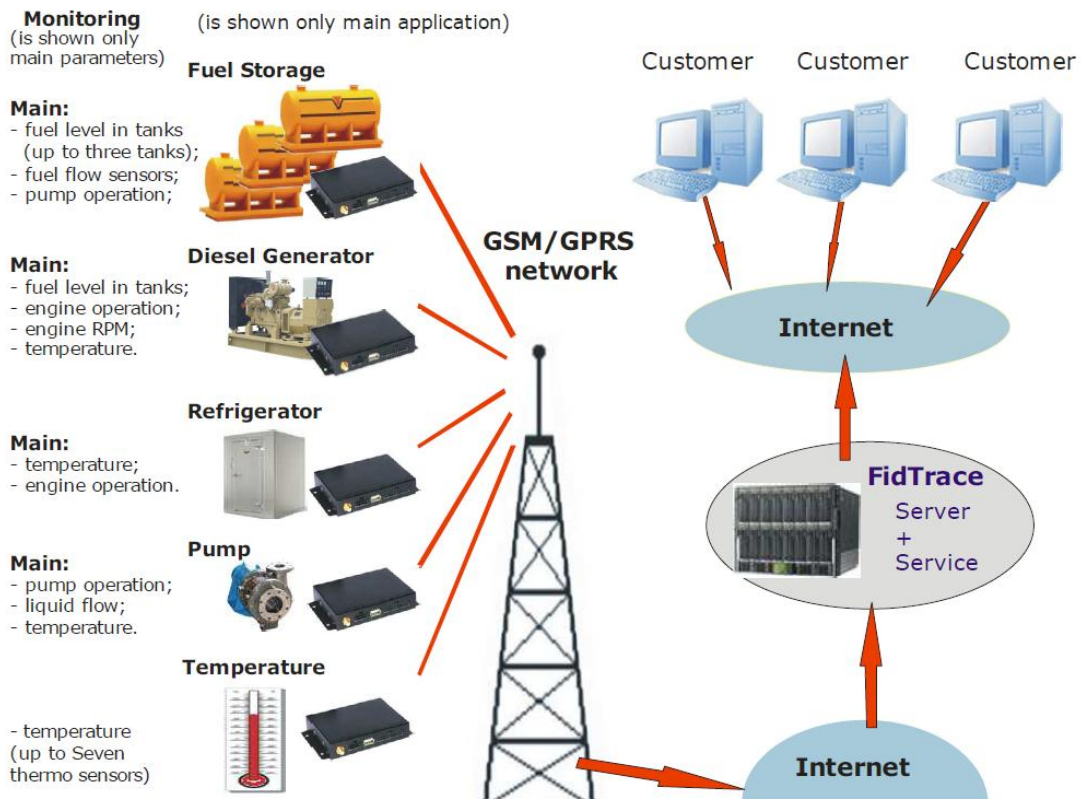 Monitoring
(is shown only
main parameters)
(is shown only main application)
Fuel Storage
Main:
- fuel level in tanks
(up to three tanks);
- fuel flow sensors;
- pump operation;
Diesel Generator
Main:
- fuel level in tanks;
- engine operation;
- engine RPM;
- temperature.
Refrigerator
Main:
- temperature;
- engine operation.
Pump
Main:
- pump operation;
- liquid flow;
- temperature.
Temperature
- temperature
(up to Seven
thermo sensors)
GSM/GPRS
network
Customer
Customer
Customer
Internet
FidTrace
Server
+
Service
Internet